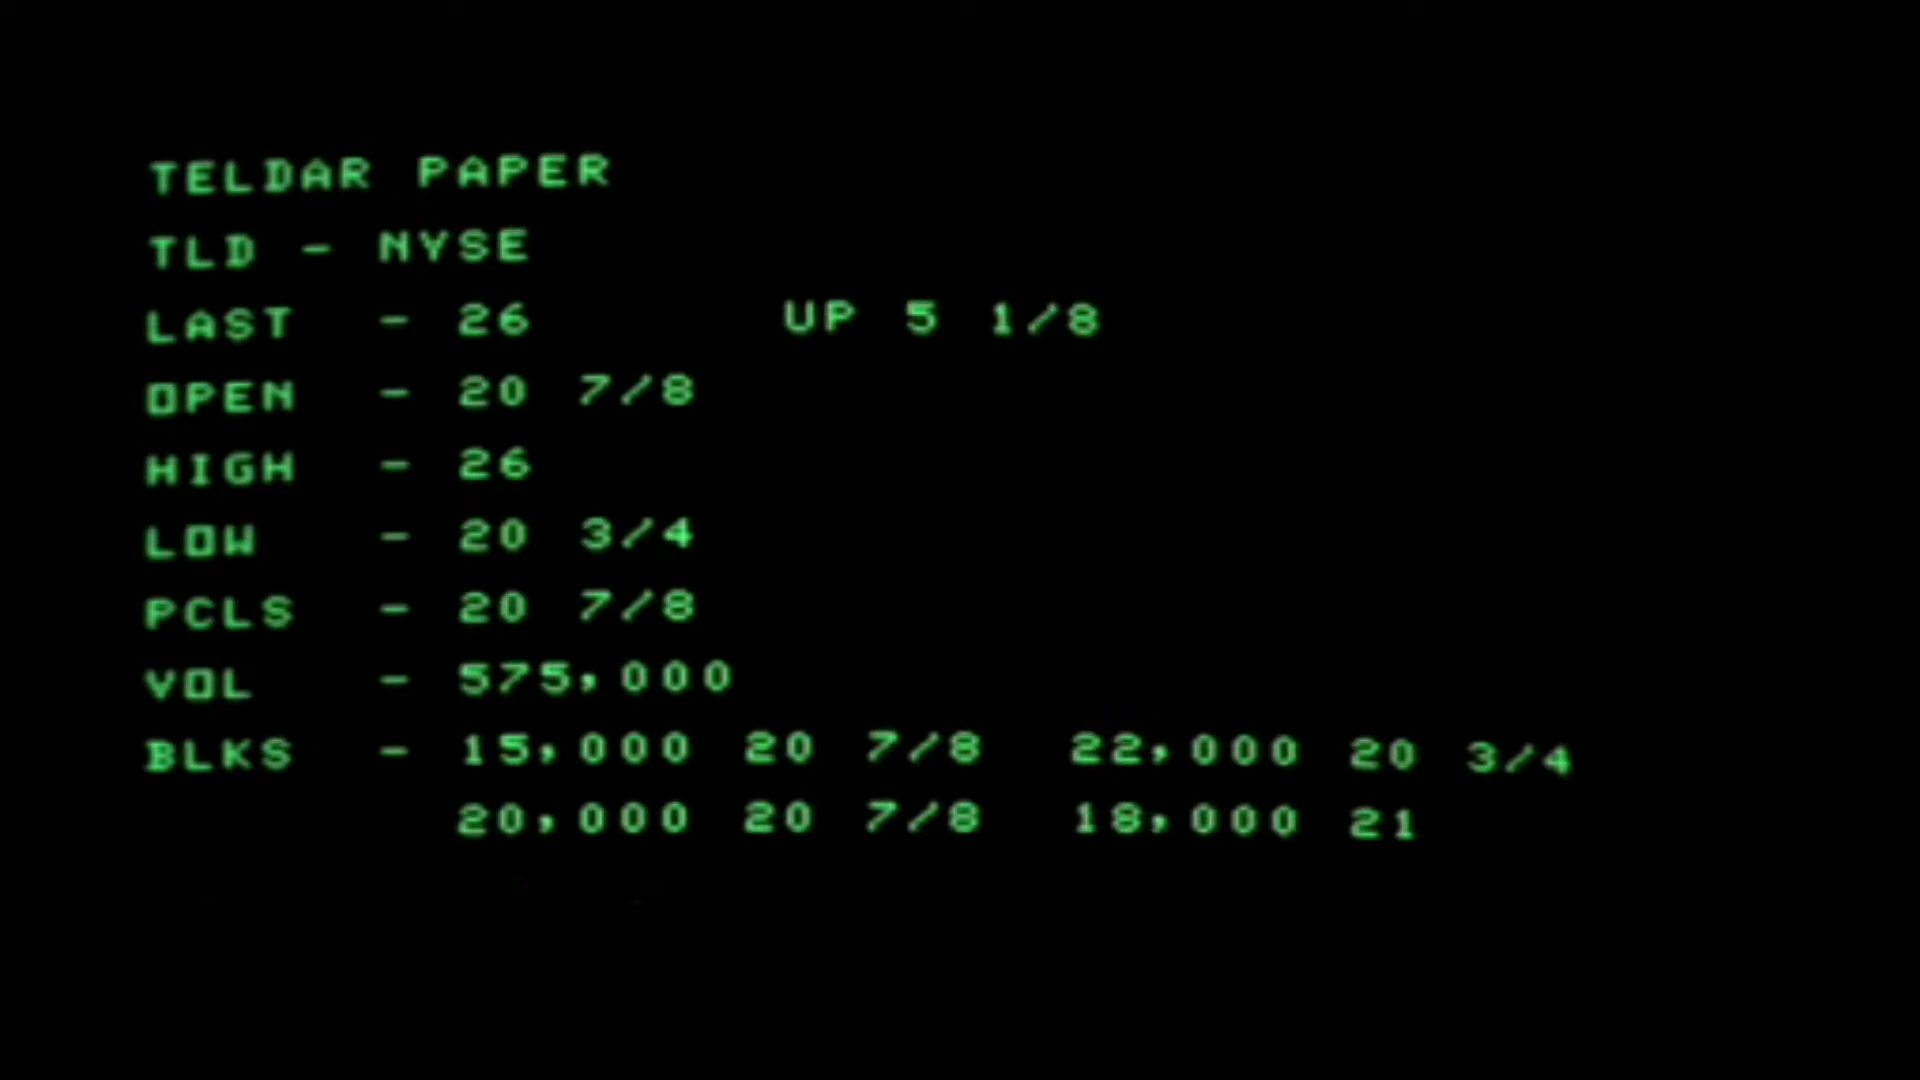 TELDAR PAPER
TLD - NYSE
LAST - 26 UP 5 1/8
OPEN - 20 7/8
HIGH - 26
LOW - 20 3/4
PCLS - 20 7/8
VOL - 575,000
BLKS - 15,000 20 7/8 22,000 20 3/4
20,000 20 7/8 18,000 21